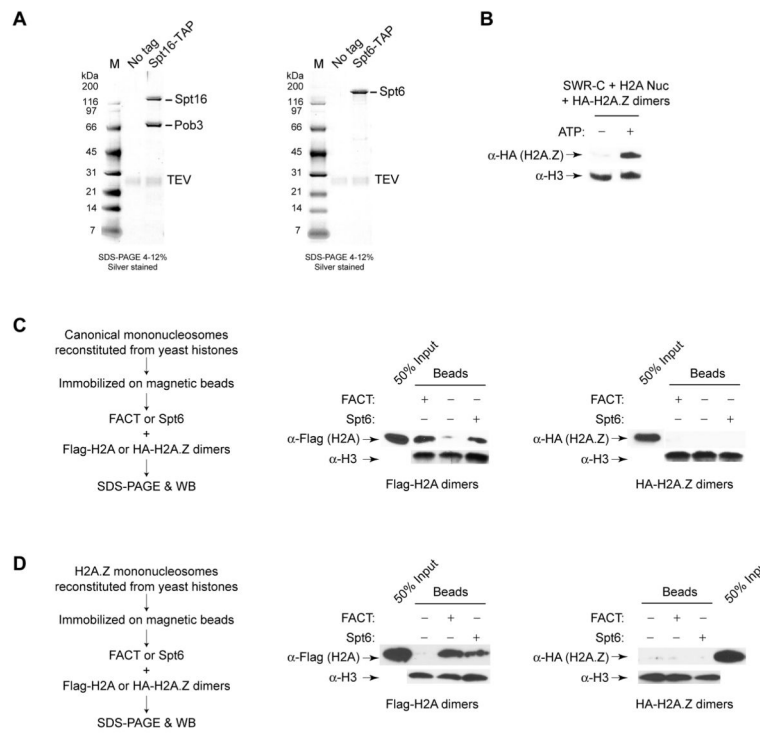 A
No tag
Spt16-TAP
M
kDa
200
116
97
66
45
31
21
14
7
Spt16
Pob3
TEV
SDS-PAGE 4-12%
Silver stained
No tag
Spt6-TAP
M
kDa
200
116
97
66
45
31
21
14
7
Spt6
TEV
SDS-PAGE 4-12%
Silver stained
B
SWR-C + H2A Nuc
+ HA-H2A.Z dimers
ATP: – +
α-HA (H2A.Z)
α-H3
C
Canonical mononucleosomes
reconstituted from yeast histones
Immobilized on magnetic beads
FACT or Spt6
+
Flag-H2A or HA-H2A.Z dimers
SDS-PAGE & WB
50% Input
Beads
FACT: + – –
Spt6: – – +
α-Flag (H2A)
α-H3
Flag-H2A dimers
50% Input
Beads
FACT: + – –
Spt6: – – +
α-HA (H2A.Z)
α-H3
HA-H2A.Z dimers
D
H2A.Z mononucleosomes
reconstituted from yeast histones
Immobilized on magnetic beads
FACT or Spt6
+
Flag-H2A or HA-H2A.Z dimers
SDS-PAGE & WB
50% Input
Beads
FACT: – + –
Spt6: – – +
α-Flag (H2A)
α-H3
Flag-H2A dimers
Beads
50% Input
FACT: – + –
Spt6: – – +
α-HA (H2A.Z)
α-H3
HA-H2A.Z dimers